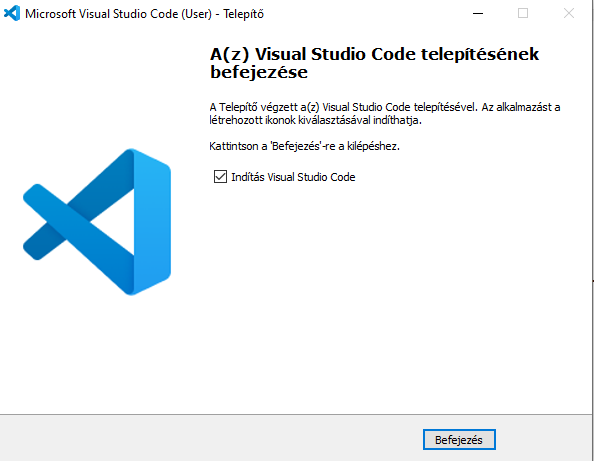 Microsoft Visual Studio Code (User) - Telepítő
A(z) Visual Studio Code telepítésének
befejezése
A Telepítő végzett a(z) Visual Studio Code telepítésével. Az alkalmazást a
létrehozott ikonok kiválasztásával indíthatja.
Kattintson a 'Befejezés'-re a kilépéshez.
Indítás Visual Studio Code
Befejezés